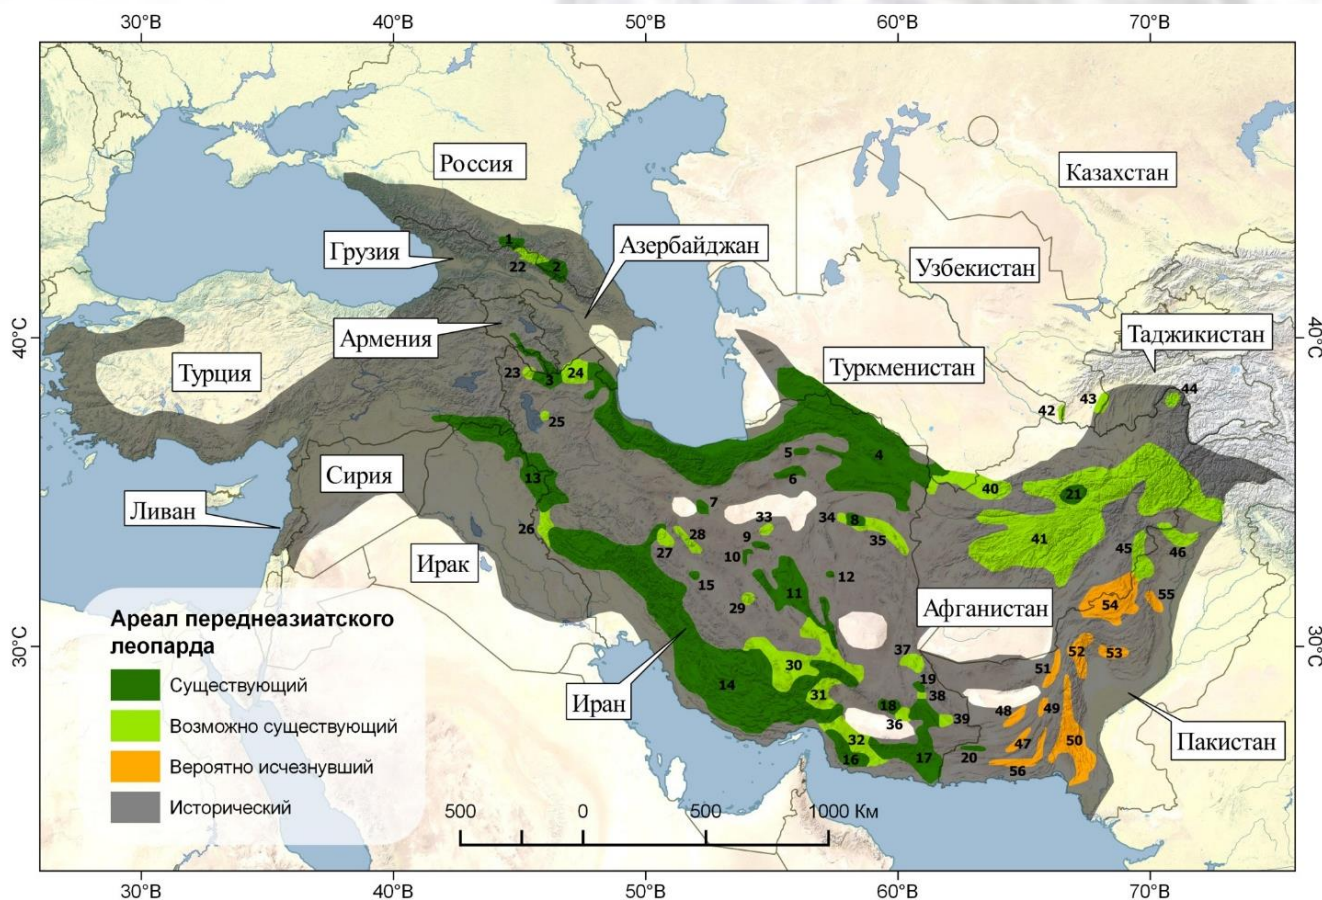 30°В 40°В 50°В 60°В 70°В
Россия
Казахстан
Азербайджан
Грузия
1
22 2
Узбекистан
Армения
Таджикистан
40°С
40°С
Турция
23 3 24
Туркменистан
42 43 44
25
5 4
6
Сирия
13
40 21
7
Ливан
26
33 34 8
27 28 9 35
41 45 46
10
Ирак
15 11 12
29
54 55
Афганистан
Ареал переднеазиатского
леопарда
30°С
30°С
37
52 53
51
30
19
14
Иран
31
38
18
Существующий
36 39
48 49
Возможно существующий
32
47 50
Пакистан
16 17 20
56
Вероятно исчезнувший
Исторический
500 0 500 1000 Км
30°В 40°В 50°В 60°В 70°В